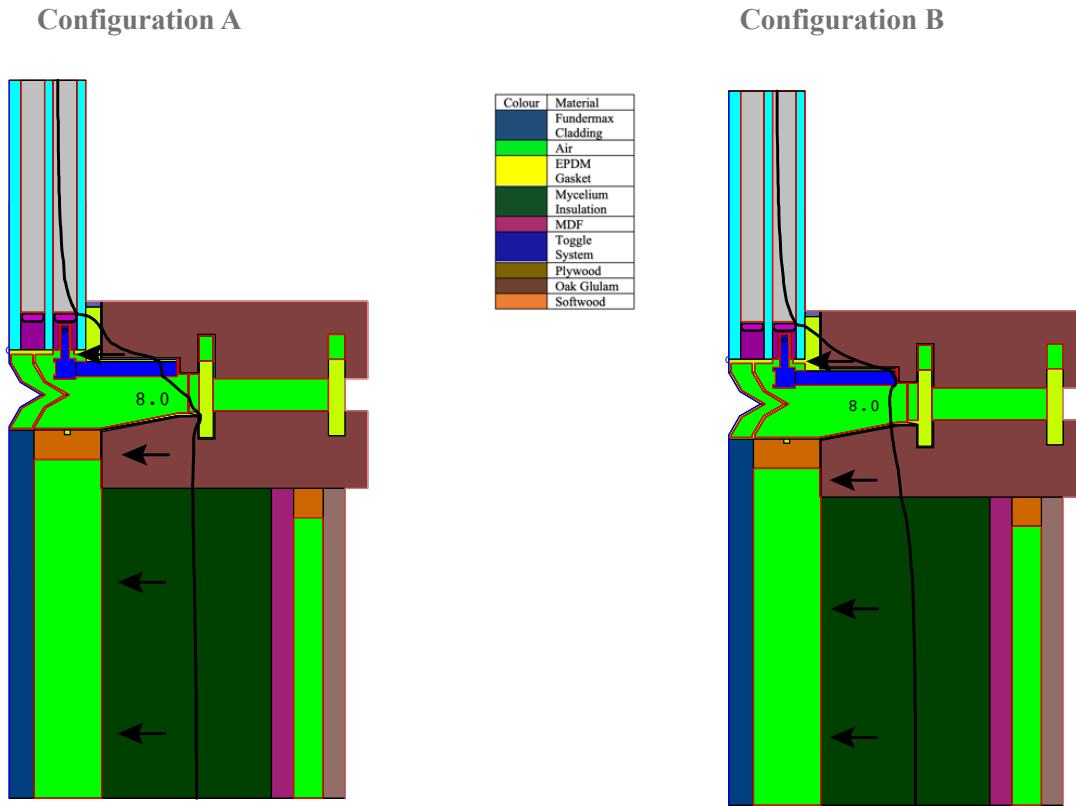 Configuration A
Configuration B
Colour Material
Fundermax
Cladding
Air
EPDM
Gasket
Mycelium
Insulation
MDF
Toggle
System
Plywood
Oak Glulam
Softwood
8.0
8.0